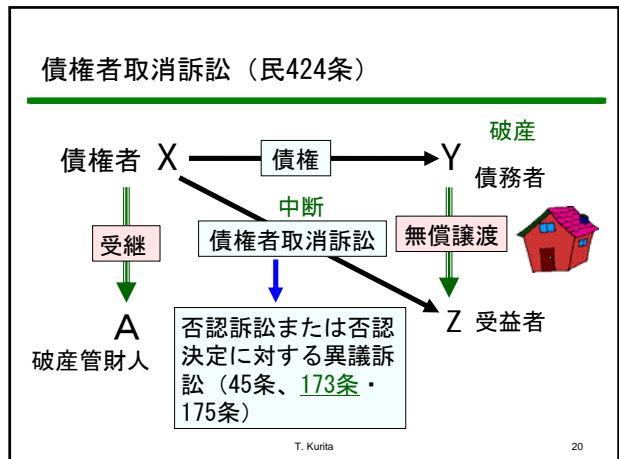 債権者取消訴訟（民424条）
破産
債権者 X
債権
Y
債務者
中断
受継
債権者取消訴訟
無償譲渡
A
破産管財人
否認訴訟または否認
決定に対する異議訴
訟（45条、173条・
175条）
Z 受益者
T. Kurita
20